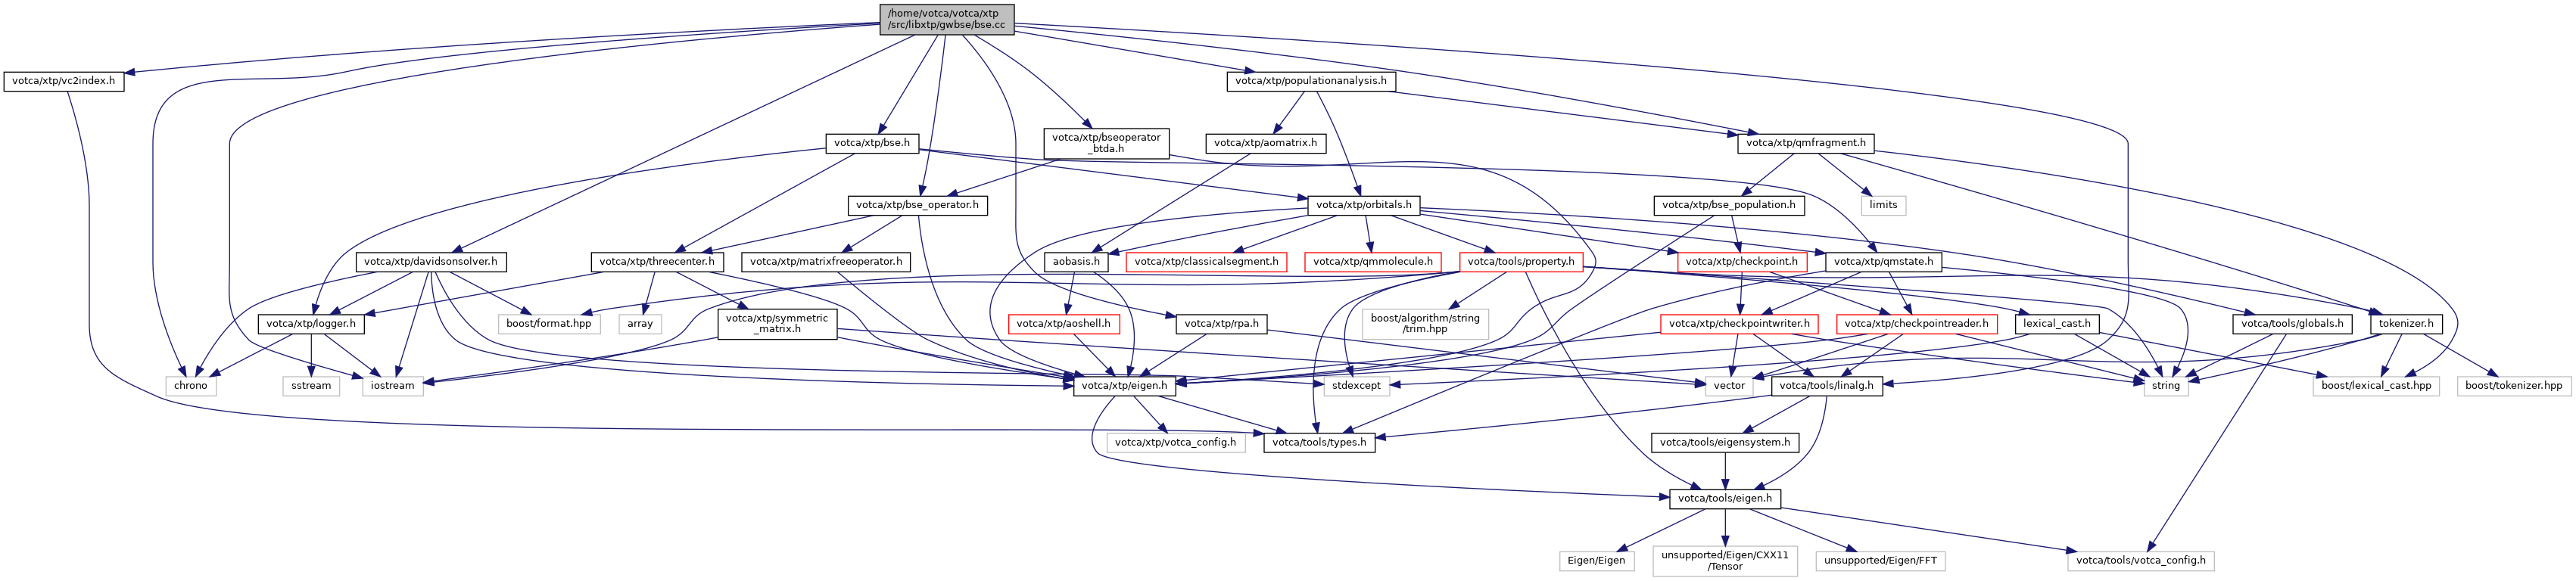 /home/votca/votca/xtp
/src/libxtp/gwbse/bse.cc
votca/xtp/vc2index.h
votca/xtp/populationanalysis.h
votca/xtp/bse.h
votca/xtp/bseoperator
_btda.h
votca/xtp/aomatrix.h
votca/xtp/qmfragment.h
votca/xtp/bse_operator.h
votca/xtp/orbitals.h
votca/xtp/bse_population.h
limits
votca/xtp/davidsonsolver.h
votca/xtp/threecenter.h
votca/xtp/matrixfreeoperator.h
aobasis.h
votca/xtp/classicalsegment.h
votca/xtp/qmmolecule.h
votca/tools/property.h
votca/xtp/checkpoint.h
votca/xtp/qmstate.h
votca/xtp/logger.h
boost/format.hpp
array
votca/xtp/symmetric
_matrix.h
votca/xtp/aoshell.h
votca/xtp/rpa.h
boost/algorithm/string
/trim.hpp
votca/xtp/checkpointwriter.h
votca/xtp/checkpointreader.h
lexical_cast.h
votca/tools/globals.h
tokenizer.h
chrono
sstream
iostream
votca/xtp/eigen.h
stdexcept
vector
votca/tools/linalg.h
string
boost/lexical_cast.hpp
boost/tokenizer.hpp
votca/xtp/votca_config.h
votca/tools/types.h
votca/tools/eigensystem.h
votca/tools/eigen.h
Eigen/Eigen
unsupported/Eigen/CXX11
/Tensor
unsupported/Eigen/FFT
votca/tools/votca_config.h